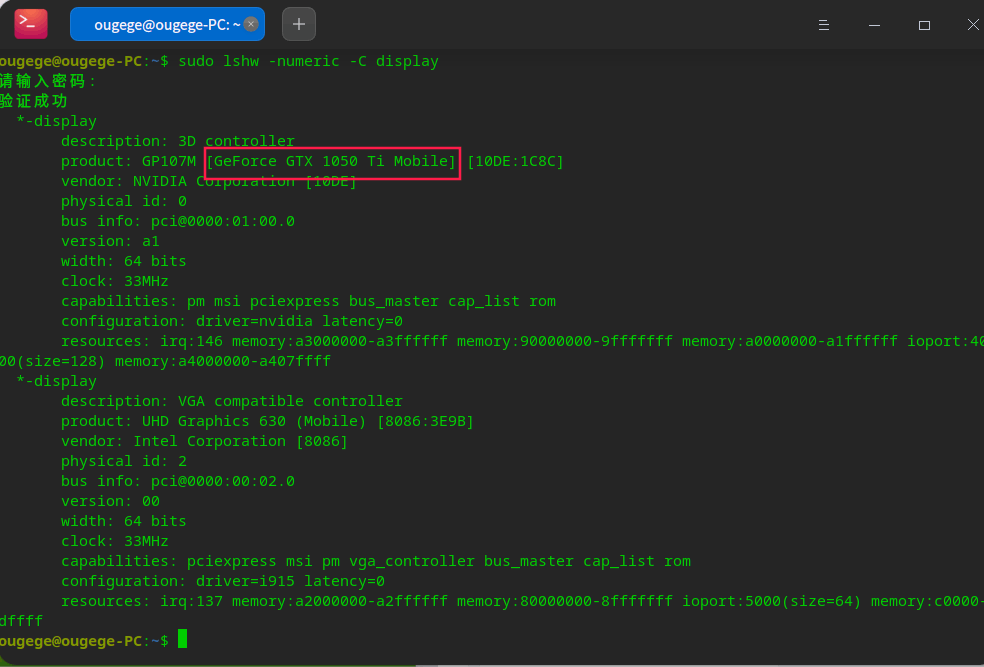 ougege@ougege-PC: ~
ougege@ougege-PC:~$ sudo lshw -numeric -C display
请输入密码:
验证成功
*-display
description: 3D controller
product: GP107M [GeForce GTX 1050 Ti Mobile] [10DE:1C8C]
vendor: NVIDIA Corporation [10DE]
physical id: 0
bus info: pci@0000:01:00.0
version: a1
width: 64 bits
clock: 33MHz
capabilities: pm msi pciexpress bus_master cap_list rom
configuration: driver=nvidia latency=0
resources: irq:146 memory:a3000000-a3ffffff memory:90000000-9fffffff memory:a0000000-a1ffffff ioport:40
00(size=128) memory:a4000000-a407ffff
*-display
description: VGA compatible controller
product: UHD Graphics 630 (Mobile) [8086:3E9B]
vendor: Intel Corporation [8086]
physical id: 2
bus info: pci@0000:00:02.0
version: 00
width: 64 bits
clock: 33MHz
capabilities: pciexpress msi pm vga_controller bus_master cap_list rom
configuration: driver=i915 latency=0
resources: irq:137 memory:a2000000-a2ffffff memory:80000000-8fffffff ioport:5000(size=64) memory:c0000-
dffff
ougege@ougege-PC:~$